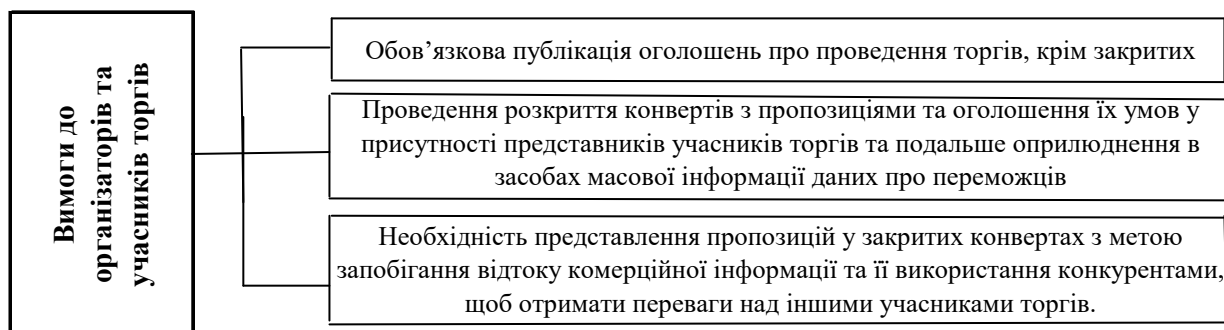 Вимоги до
організаторів та
учасників торгів
Обов’язкова публікація оголошень про проведення торгів, крім закритих
Проведення розкриття конвертів з пропозиціями та оголошення їх умов у
присутності представників учасників торгів та подальше оприлюднення в
засобах масової інформації даних про переможців
Необхідність представлення пропозицій у закритих конвертах з метою
запобігання відтоку комерційної інформації та її використання конкурентами,
щоб отримати переваги над іншими учасниками торгів.